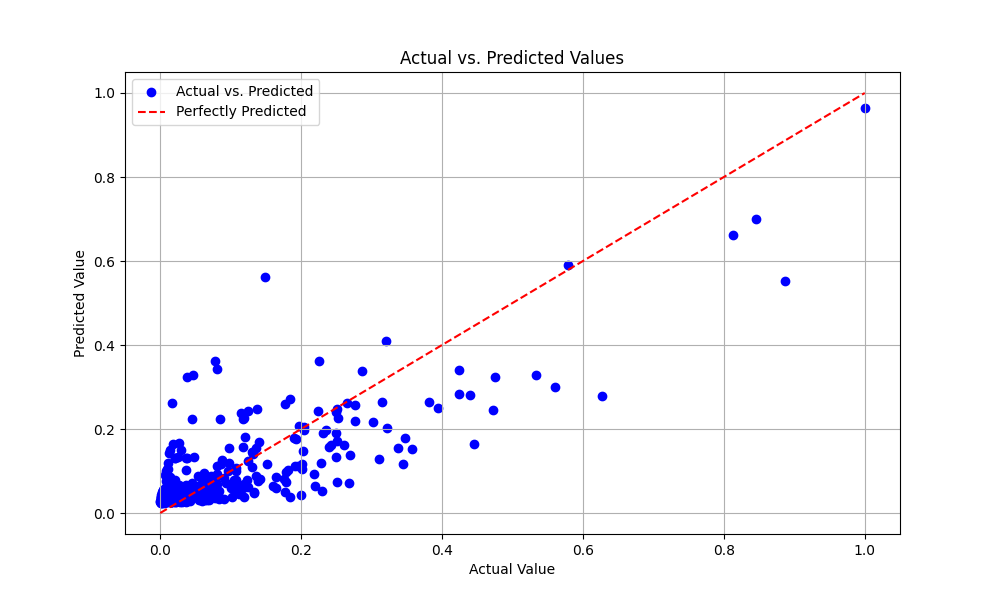 Actual vs. Predicted Values
Actual vs. Predicted
Perfectly Predicted
1.0
0.8
0.6
0.4
0.2
0.0
Predicted Value
0.0 0.2 0.4 0.6 0.8 1.0
Actual Value